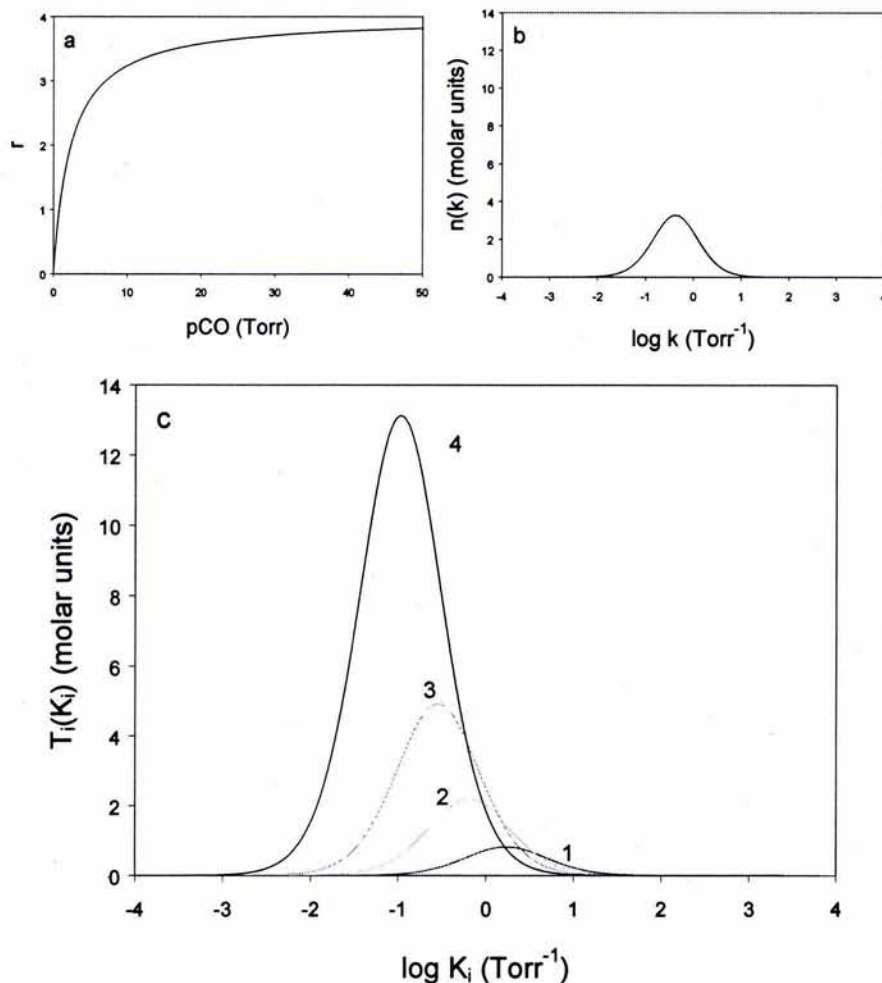 a
4
3
2
1
0
r
0 10 20 30 40 50
pCO (Torr)
b
14
12
10
8
6
4
2
0
n(k) (molar units)
-4 -3 -2 -1 0 1 2 3 4
log k (Torr⁻¹)
c
14
12
10
8
6
4
2
0
Tᵢ(Kᵢ) (molar units)
4
3
2
1
-4 -3 -2 -1 0 1 2 3 4
log Kᵢ (Torr⁻¹)